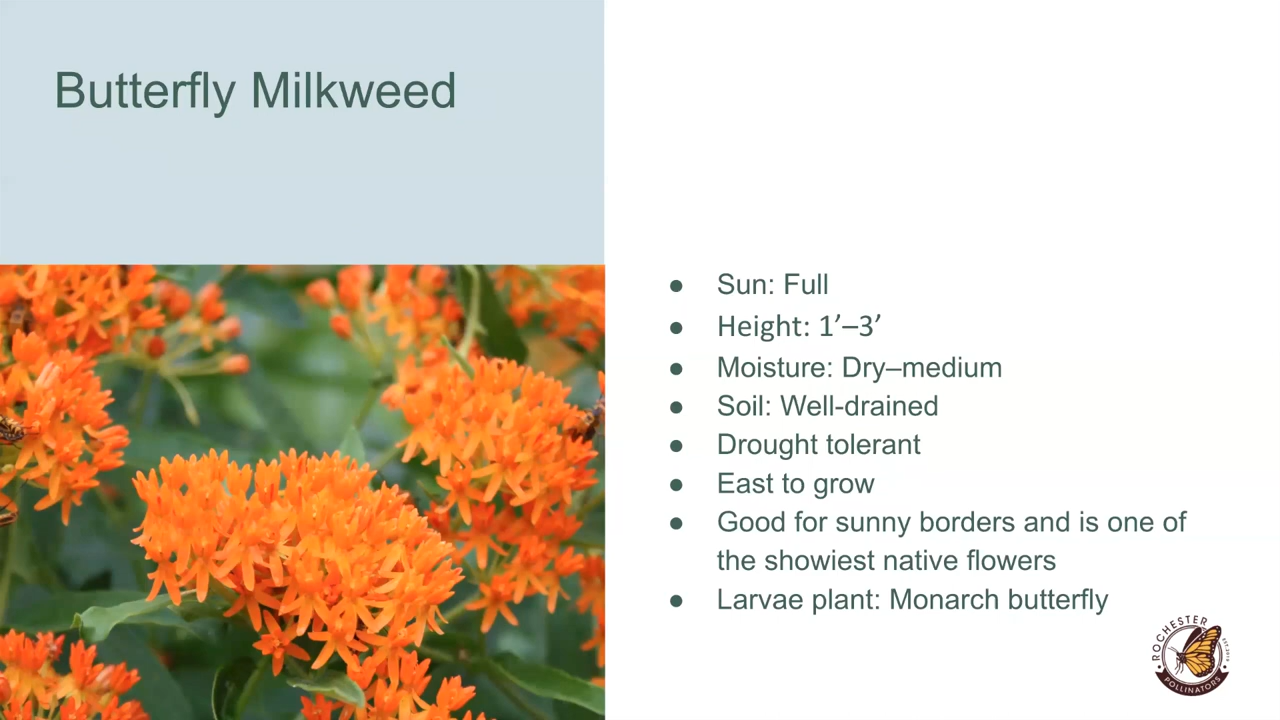 Butterfly Milkweed
● Sun: Full
● Height: 1’–3’
● Moisture: Dry–medium
● Soil: Well-drained
● Drought tolerant
● East to grow
● Good for sunny borders and is one of
the showiest native flowers
● Larvae plant: Monarch butterfly
ROCHESTER
POLLINATORS